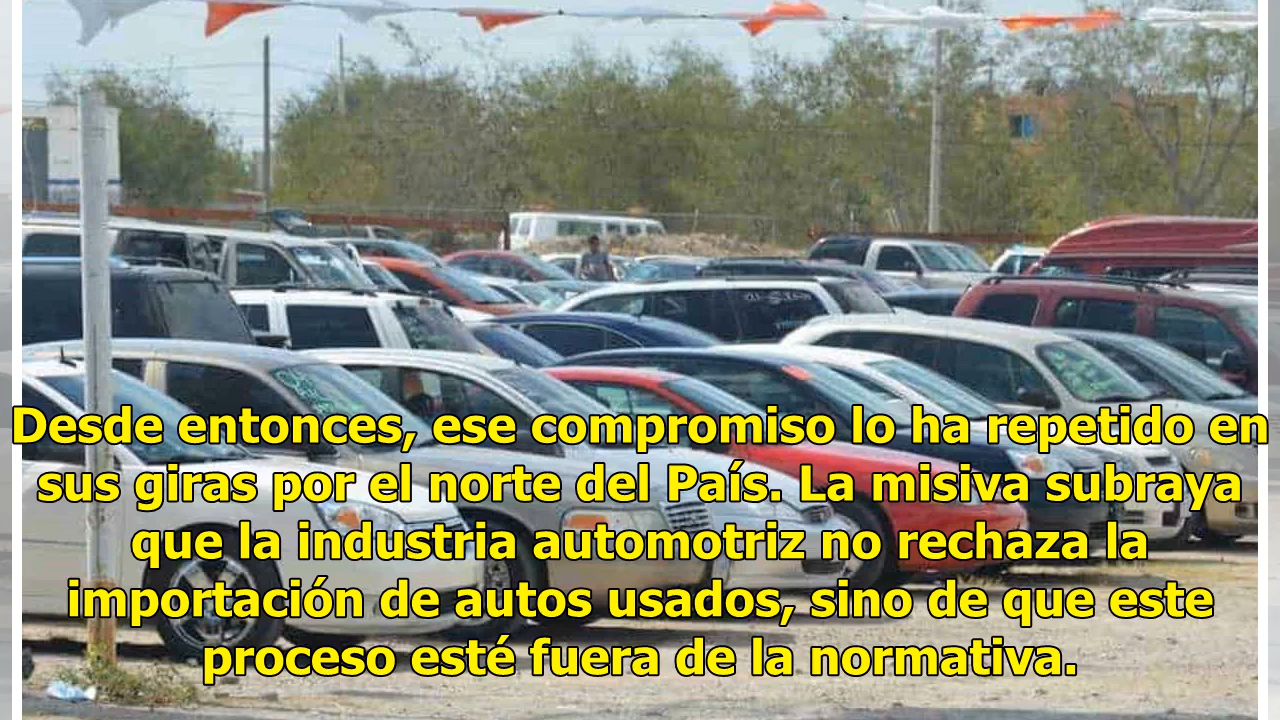 Desde entonces, ese compromiso lo ha repetido en
sus giras por el norte del País. La misiva subraya
que la industria automotriz no rechaza la
importación de autos usados, sino de que este
proceso esté fuera de la normativa.